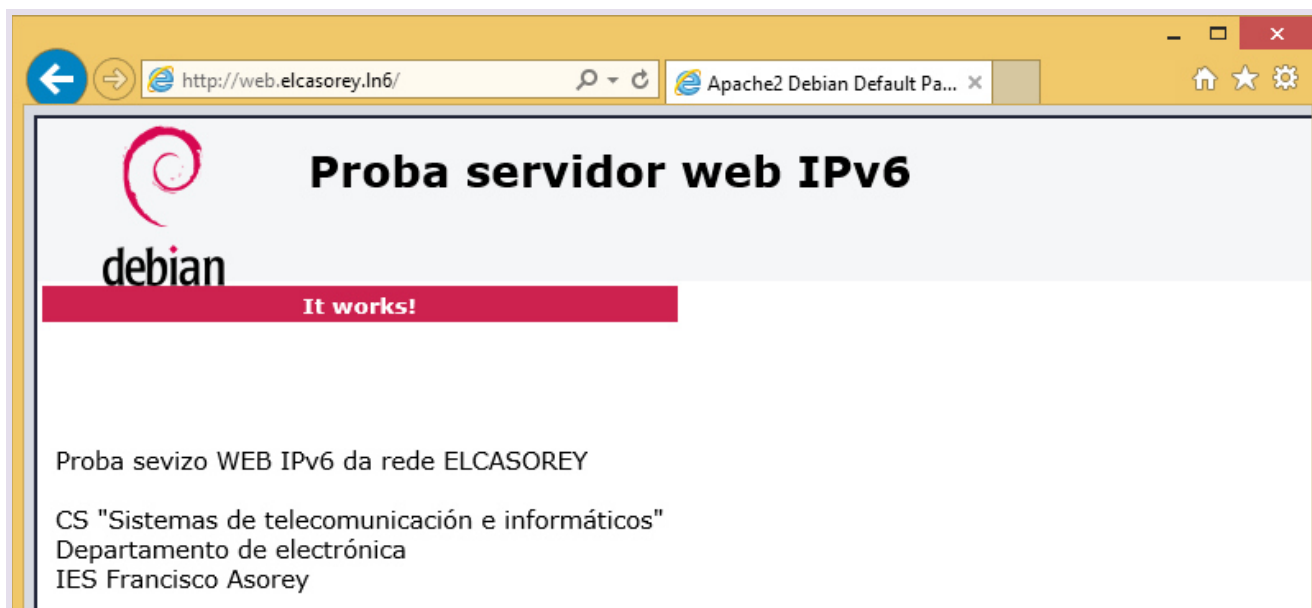 http://web.elcasorey.ln6/
Apache2 Debian Default Pa...
debian
Proba servidor web IPv6
It works!
Proba sevizo WEB IPv6 da rede ELCASOREY
CS "Sistemas de telecomunicación e informáticos"
Departamento de electrónica
IES Francisco Asorey